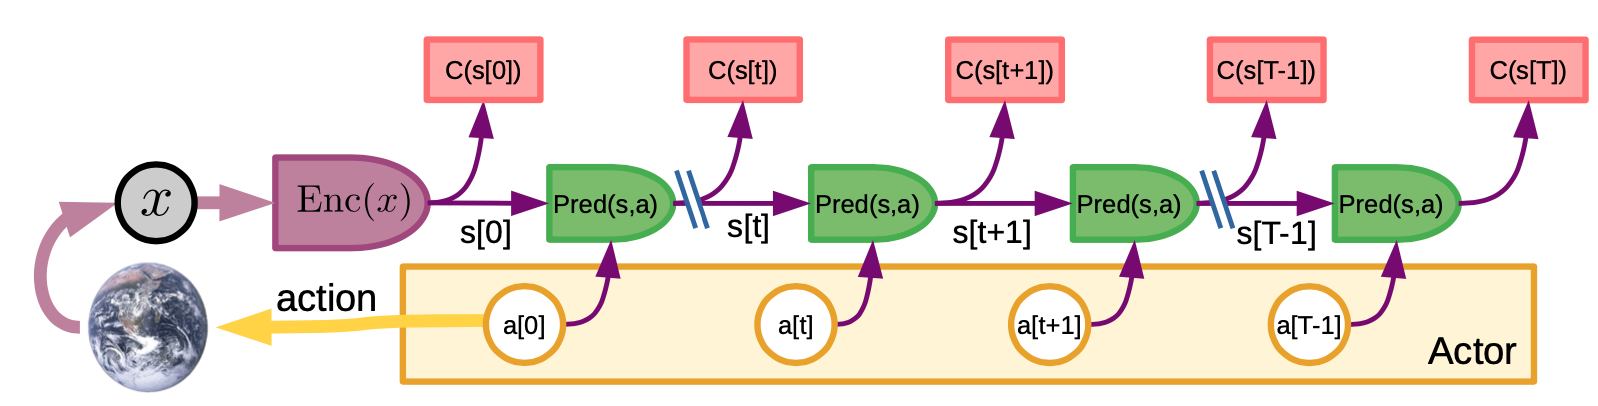 C(s[0])
C(s[t])
C(s[t+1])
C(s[T-1])
C(s[T])
x
Enc(x)
Pred(s,a)
Pred(s,a)
Pred(s,a)
Pred(s,a)
s[0]
s[t]
s[t+1]
s[T-1]
action
a[0]
a[t]
a[t+1]
a[T-1]
Actor